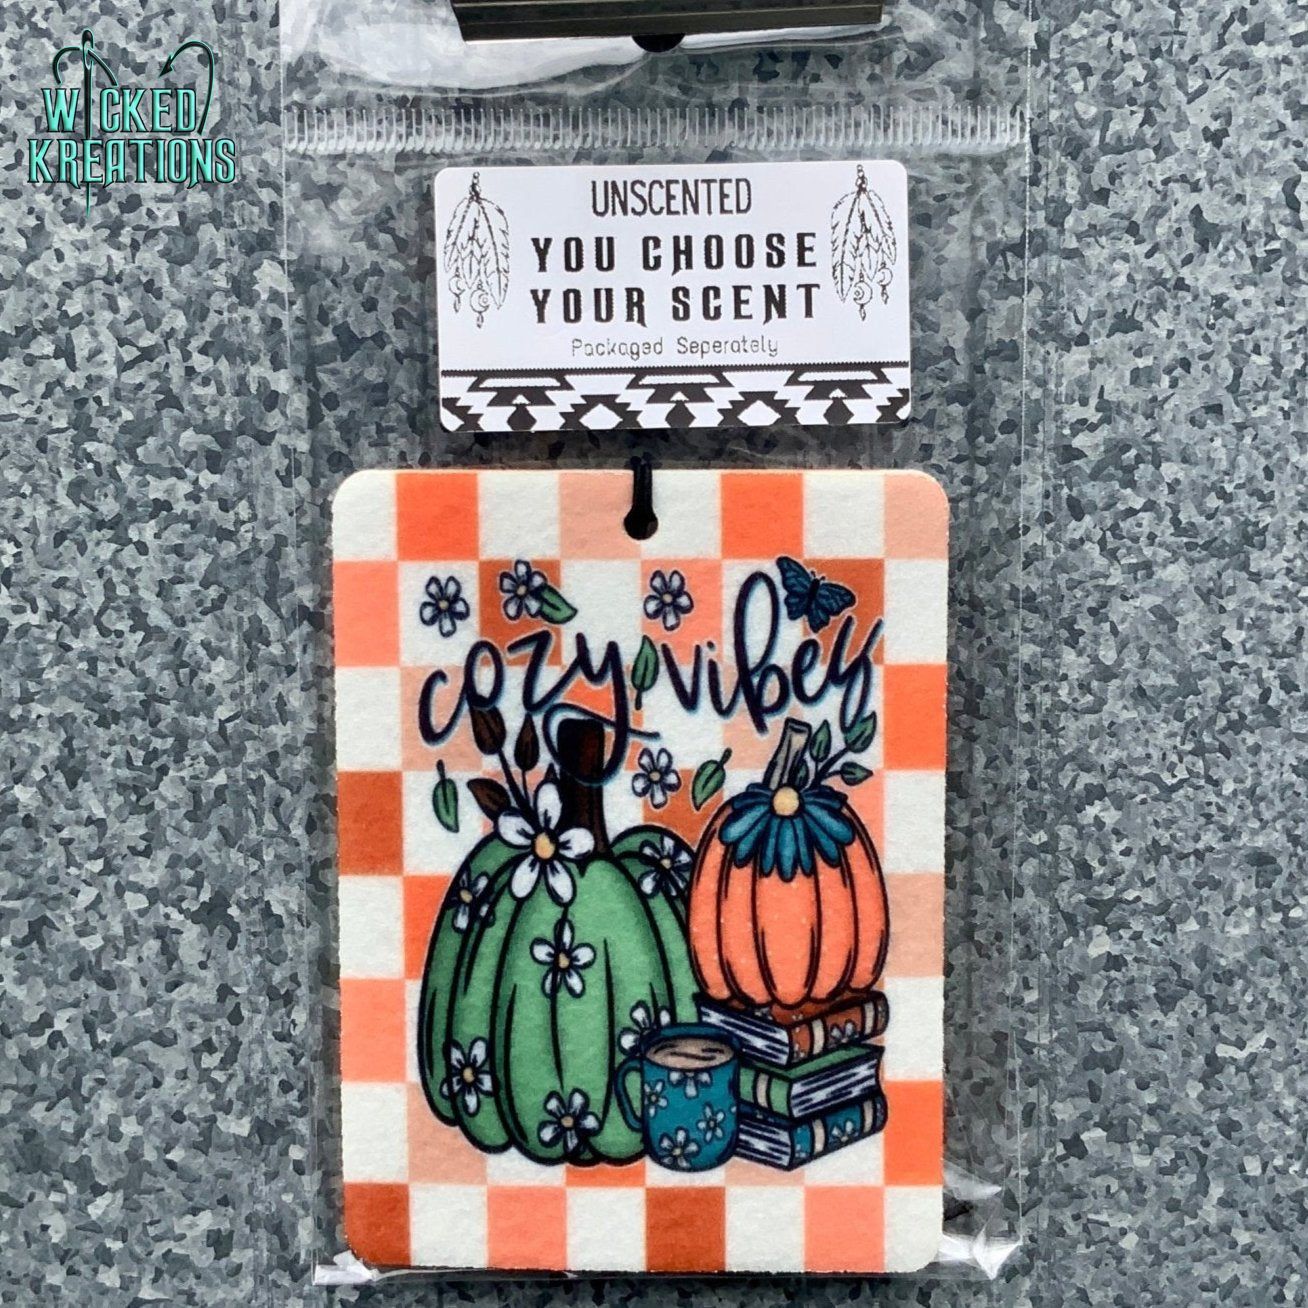 WICKED
KREATIONS
UNSCENTED
YOU CHOOSE
YOUR SCENT
Packaged Seperately
cozy vibes